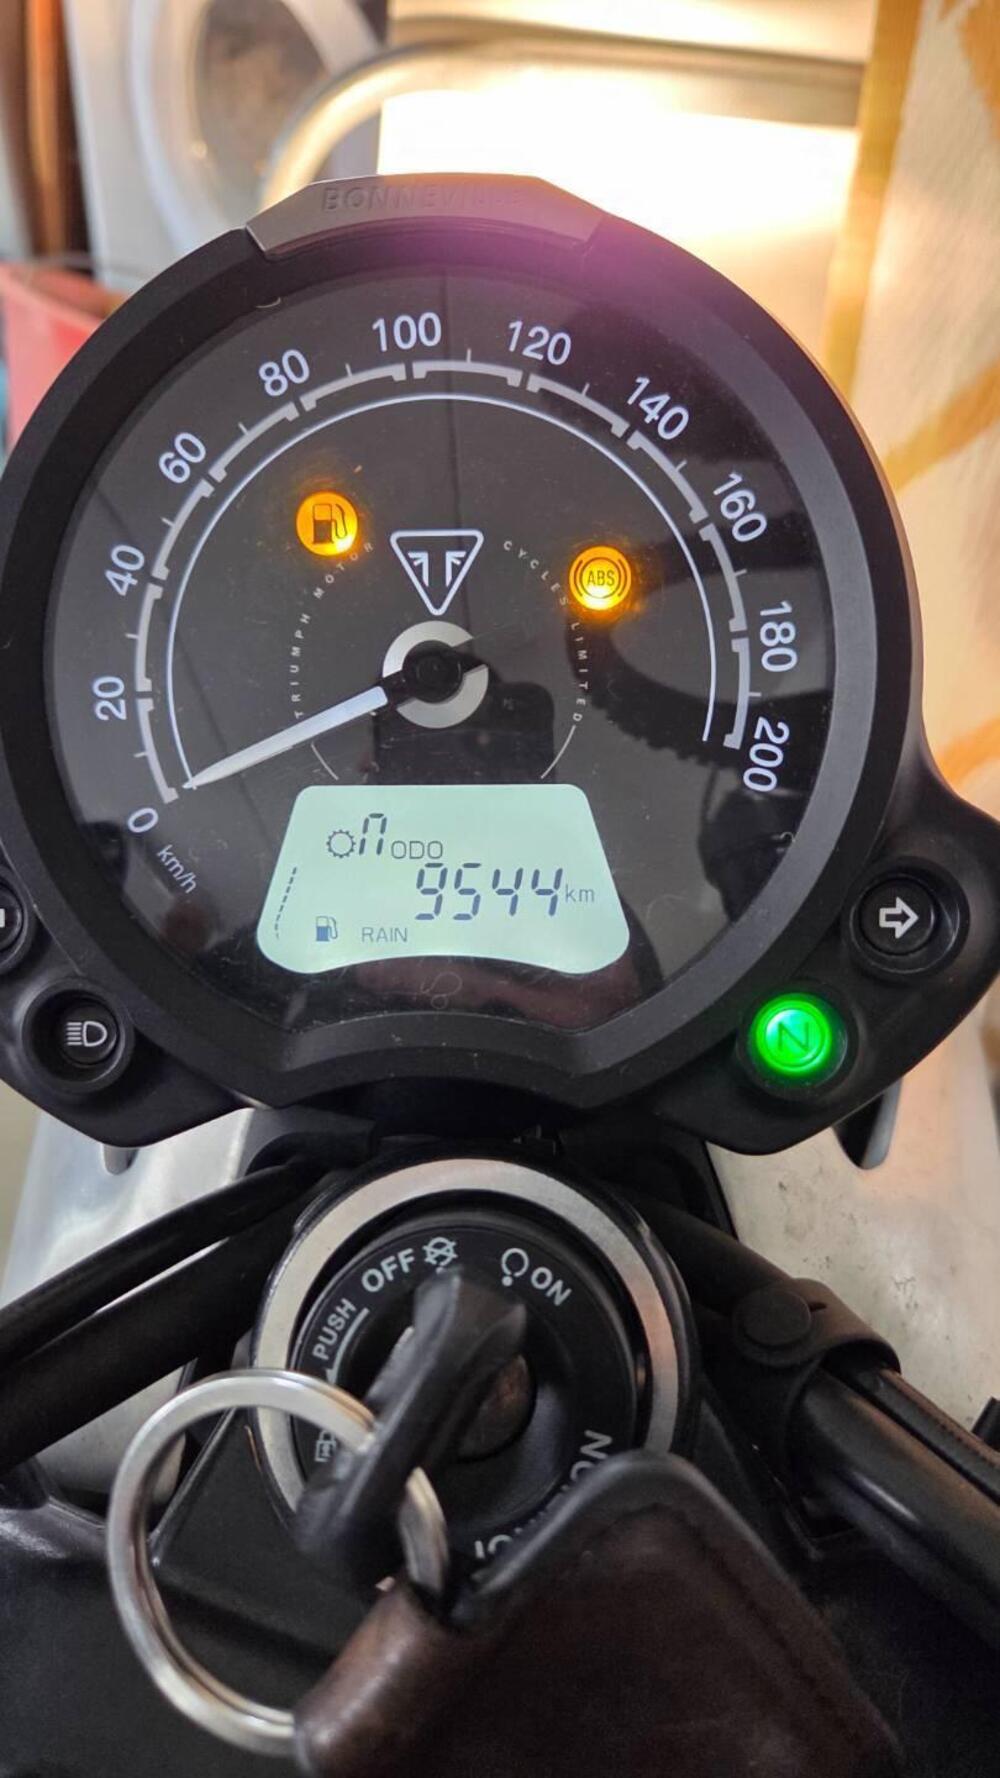 BONNEVILLE
0
20
40
60
80
100
120
140
160
180
200
km/h
TRIUMPH MOTOR
CYCLES LIMITED
ABS
n ODO
9544 km
RAIN
N
OFF
ON
PUSH